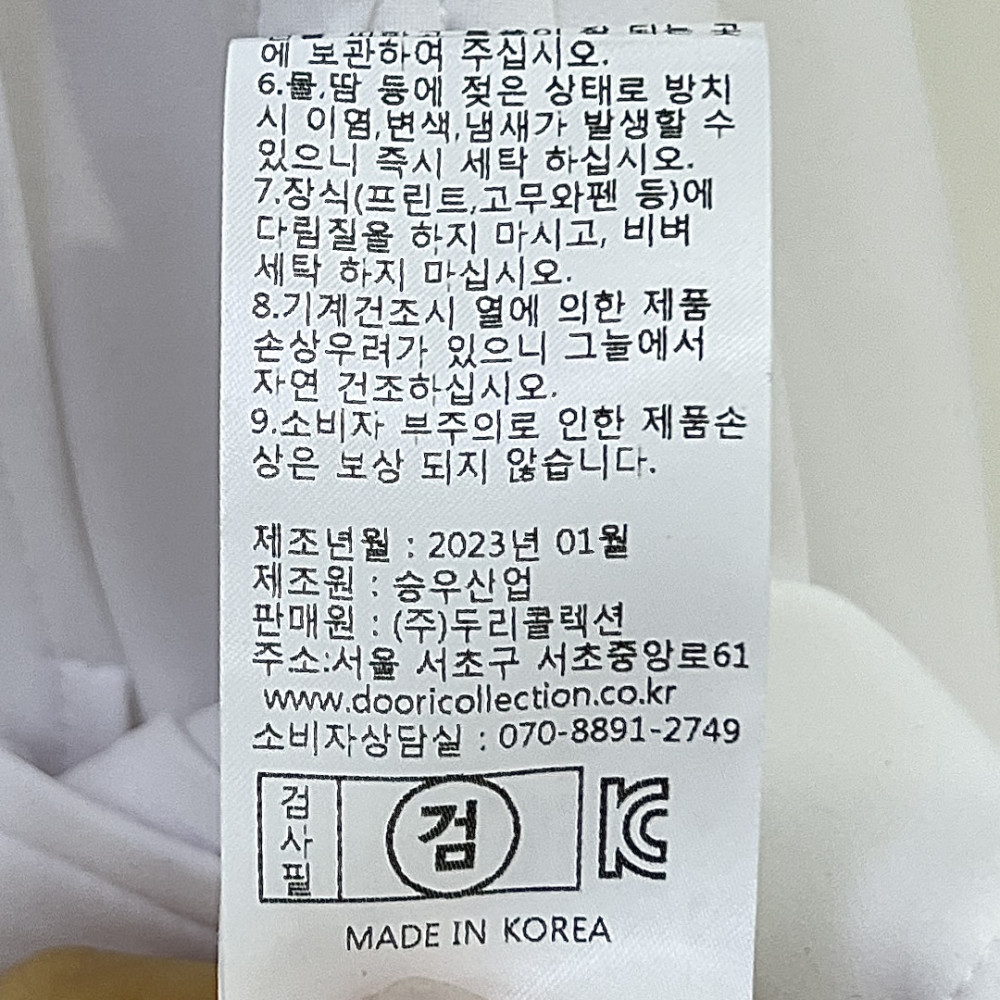 에 보관하여 주십시오.
6.물,땀 등에 젖은 상태로 방치
시 이염,변색,냄새가 발생할 수
있으니 즉시 세탁 하십시오.
7.장식(프린트,고무와펜 등)에
다림질을 하지 마시고, 비벼
세탁 하지 마십시오.
8.기계건조시 열에 의한 제품
손상우려가 있으니 그늘에서
자연 건조하십시오.
9.소비자 부주의로 인한 제품손
상은 보상 되지 않습니다.
제조년월 : 2023년 01월
제조원 : 승우산업
판매원 : (주)두리콜렉션
주소:서울 서초구 서초중앙로61
www.dooricollection.co.kr
소비자상담실 : 070-8891-2749
검사필
검
KC
MADE IN KOREA